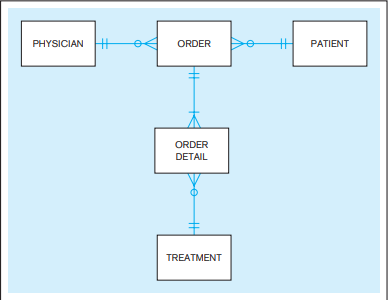 PHYSICIAN
ORDER
PATIENT
ORDER
DETAIL
TREATMENT